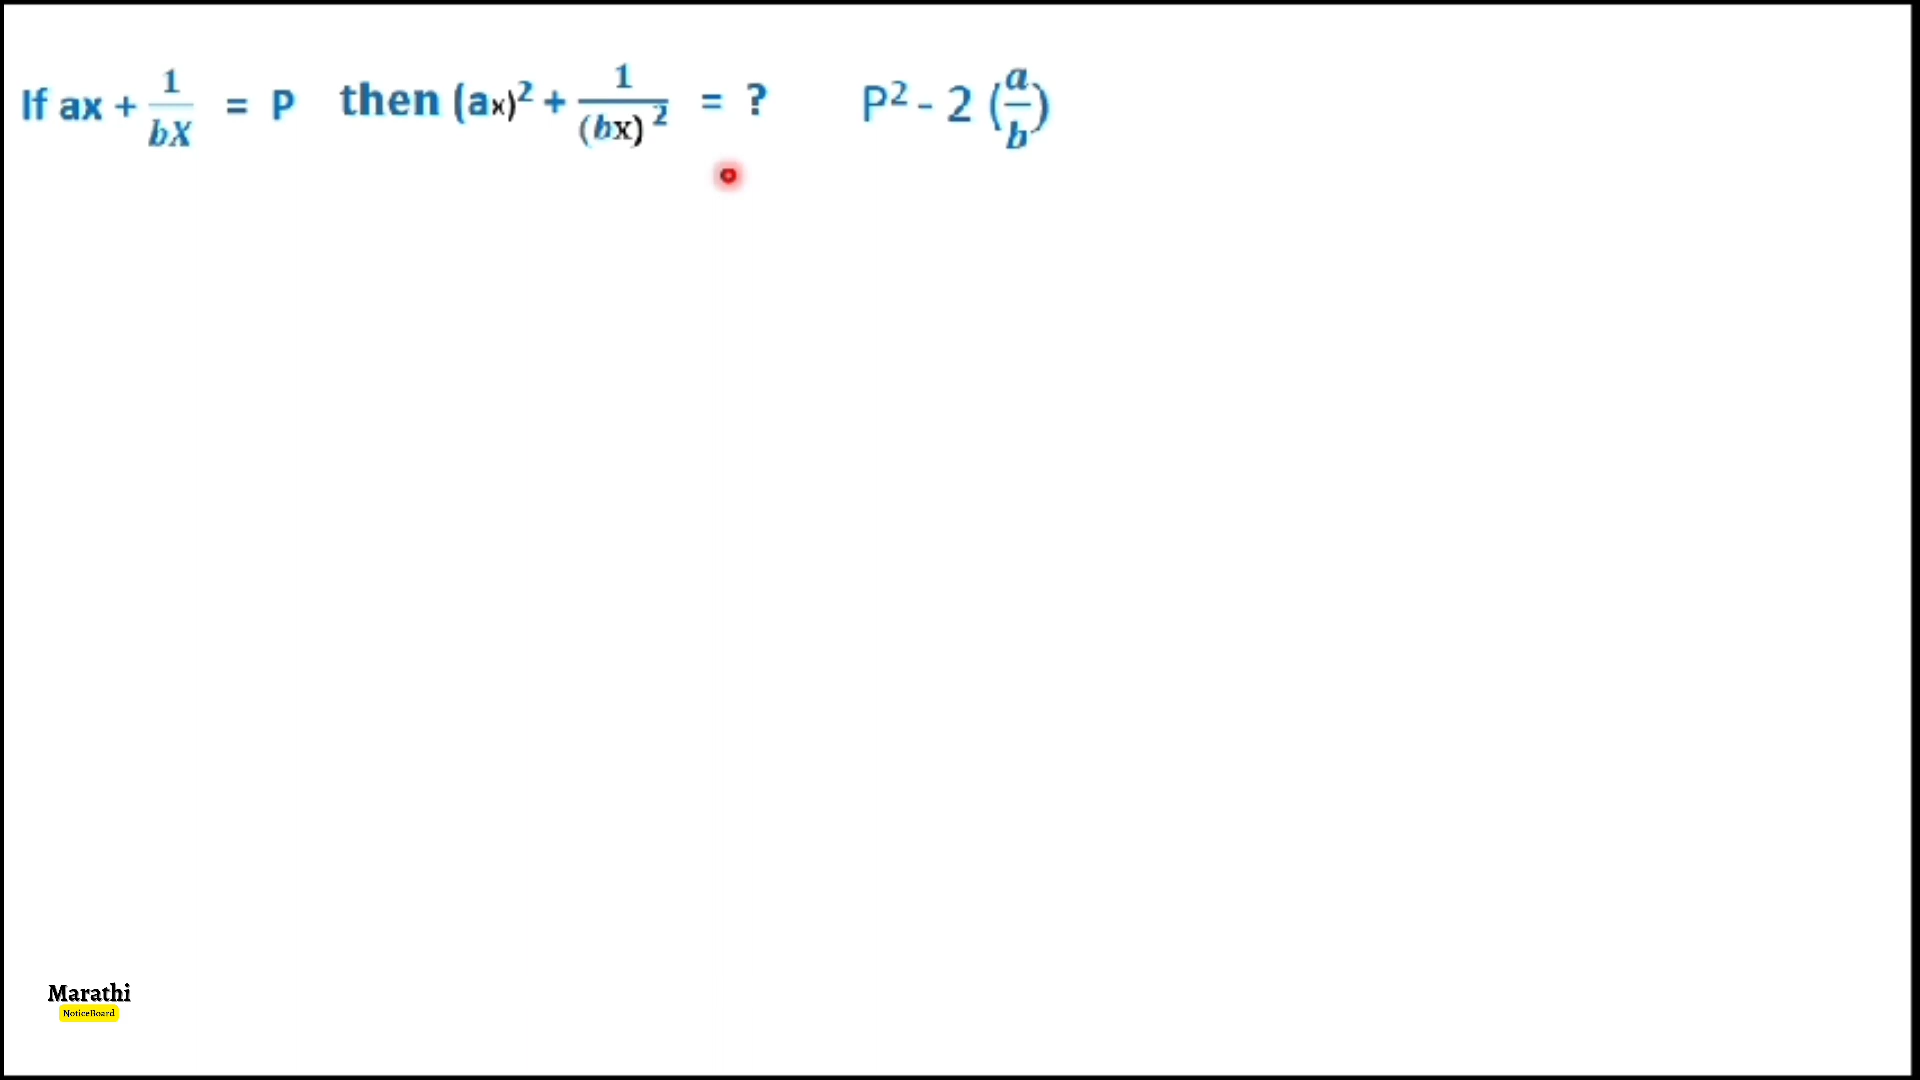 If ax + 1/bX = P then (ax)² + 1/(bx)² = ? P² - 2 (a/b)
Marathi
NoticeBoard